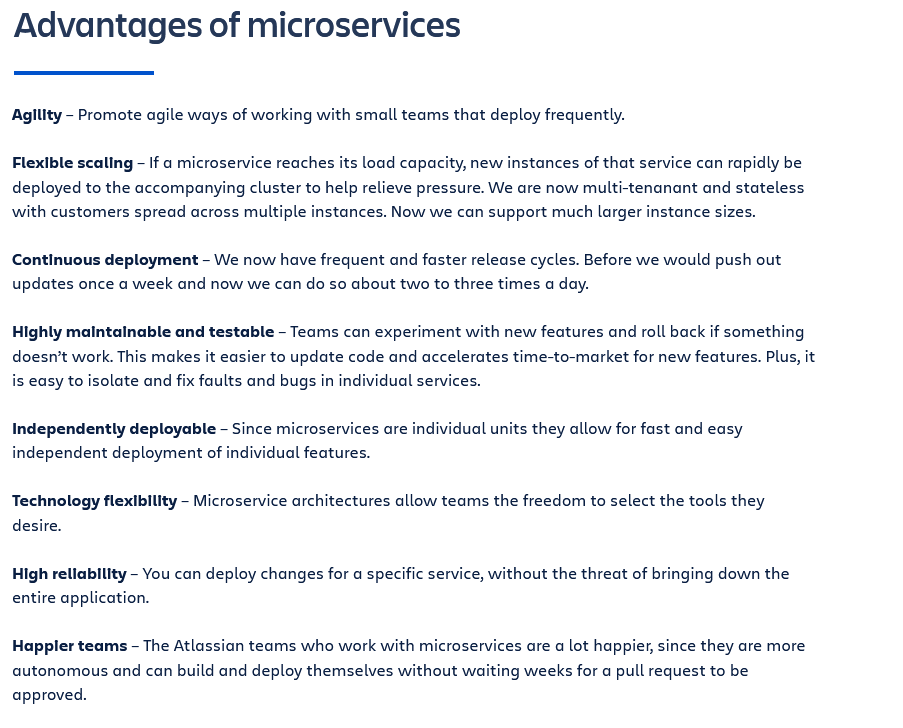 Advantages of microservices
Agility – Promote agile ways of working with small teams that deploy frequently.
Flexible scaling – If a microservice reaches its load capacity, new instances of that service can rapidly be
deployed to the accompanying cluster to help relieve pressure. We are now multi-tenanant and stateless
with customers spread across multiple instances. Now we can support much larger instance sizes.
Continuous deployment – We now have frequent and faster release cycles. Before we would push out
updates once a week and now we can do so about two to three times a day.
Highly maintainable and testable – Teams can experiment with new features and roll back if something
doesn’t work. This makes it easier to update code and accelerates time-to-market for new features. Plus, it
is easy to isolate and fix faults and bugs in individual services.
Independently deployable – Since microservices are individual units they allow for fast and easy
independent deployment of individual features.
Technology flexibility – Microservice architectures allow teams the freedom to select the tools they
desire.
High reliability – You can deploy changes for a specific service, without the threat of bringing down the
entire application.
Happier teams – The Atlassian teams who work with microservices are a lot happier, since they are more
autonomous and can build and deploy themselves without waiting weeks for a pull request to be
approved.